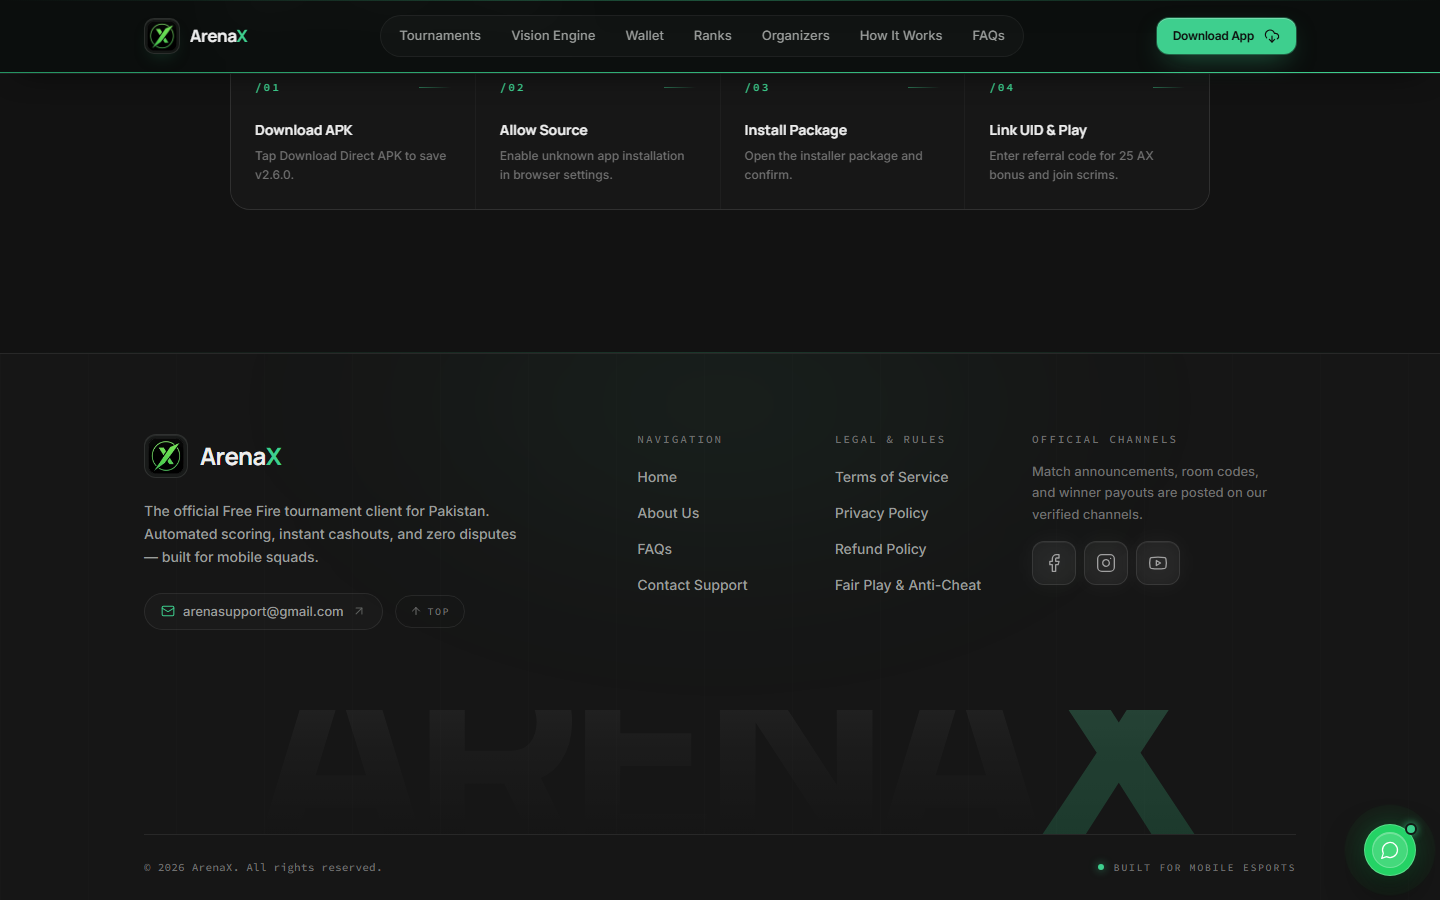 ArenaX
Tournaments
Vision Engine
Wallet
Ranks
Organizers
How It Works
FAQs
Download App
/01
Download APK
Tap Download Direct APK to save
v2.6.0.
/02
Allow Source
Enable unknown app installation
in browser settings.
/03
Install Package
Open the installer package and
confirm.
/04
Link UID & Play
Enter referral code for 25 AX
bonus and join scrims.
ArenaX
The official Free Fire tournament client for Pakistan.
Automated scoring, instant cashouts, and zero disputes
— built for mobile squads.
arenasupport@gmail.com
↑ TOP
NAVIGATION
Home
About Us
FAQs
Contact Support
LEGAL & RULES
Terms of Service
Privacy Policy
Refund Policy
Fair Play & Anti-Cheat
OFFICIAL CHANNELS
Match announcements, room codes,
and winner payouts are posted on our
verified channels.
ARENAX
© 2026 ArenaX. All rights reserved.
BUILT FOR MOBILE ESPORTS